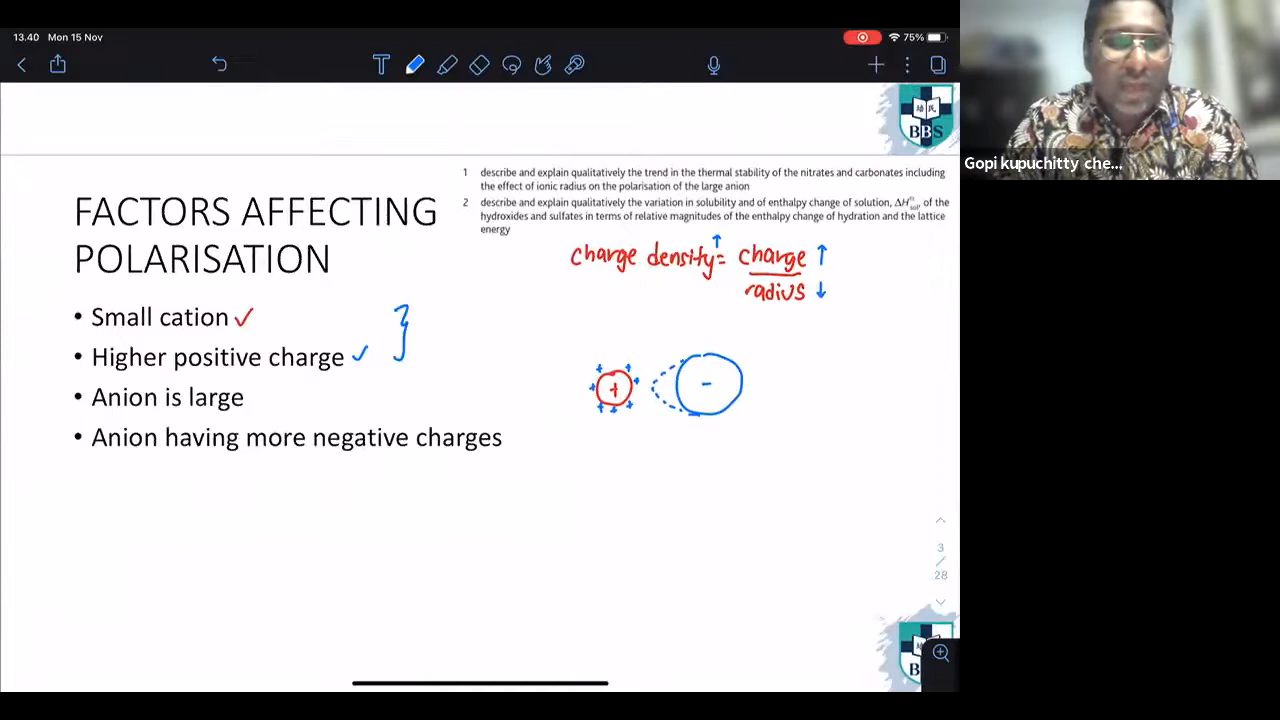 13.40 Mon 15 Nov
75%
T
培 民
BBS
Gopi kupuchitty che...
1 describe and explain qualitatively the trend in the thermal stability of the nitrates and carbonates including
the effect of ionic radius on the polarisation of the large anion
2 describe and explain qualitatively the variation in solubility and of enthalpy change of solution, ΔH⦵sol, of the
hydroxides and sulfates in terms of relative magnitudes of the enthalpy change of hydration and the lattice
energy
FACTORS AFFECTING
POLARISATION
charge density↑ = charge ↑
radius ↓
• Small cation ✓
• Higher positive charge ✓
• Anion is large
• Anion having more negative charges
+ -
3
/
28
B